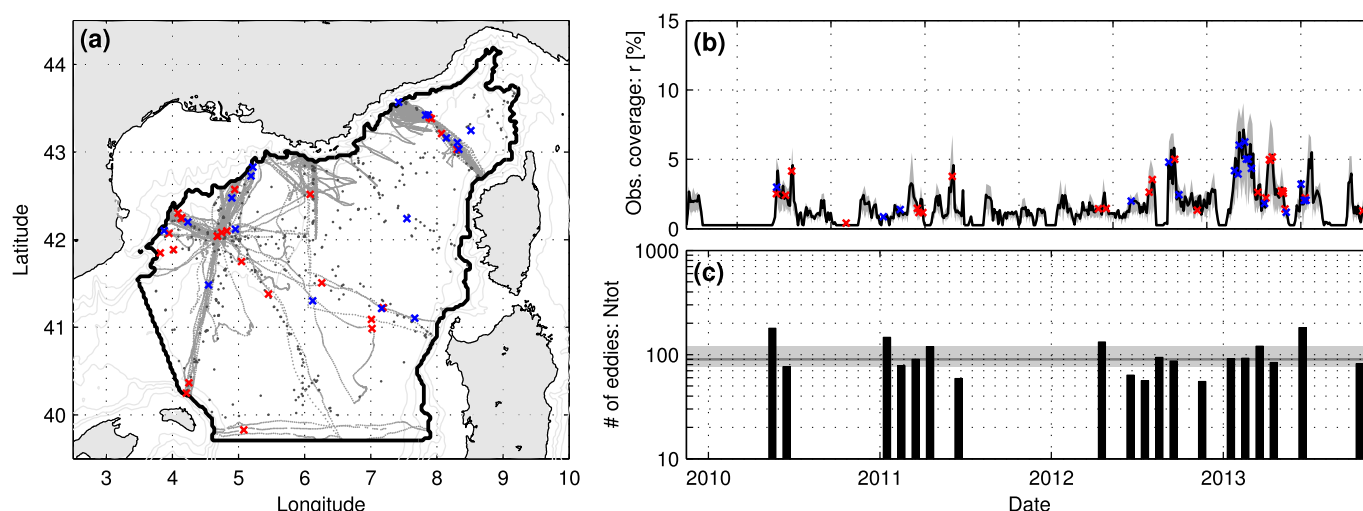 (a)
44
43
42
41
40
Latitude
3 4 5 6 7 8 9 10
Longitude
(b)
15
10
5
0
Obs. coverage: r [%]
(c)
1000
100
10
# of eddies: Ntot
2010 2011 2012 2013
Date